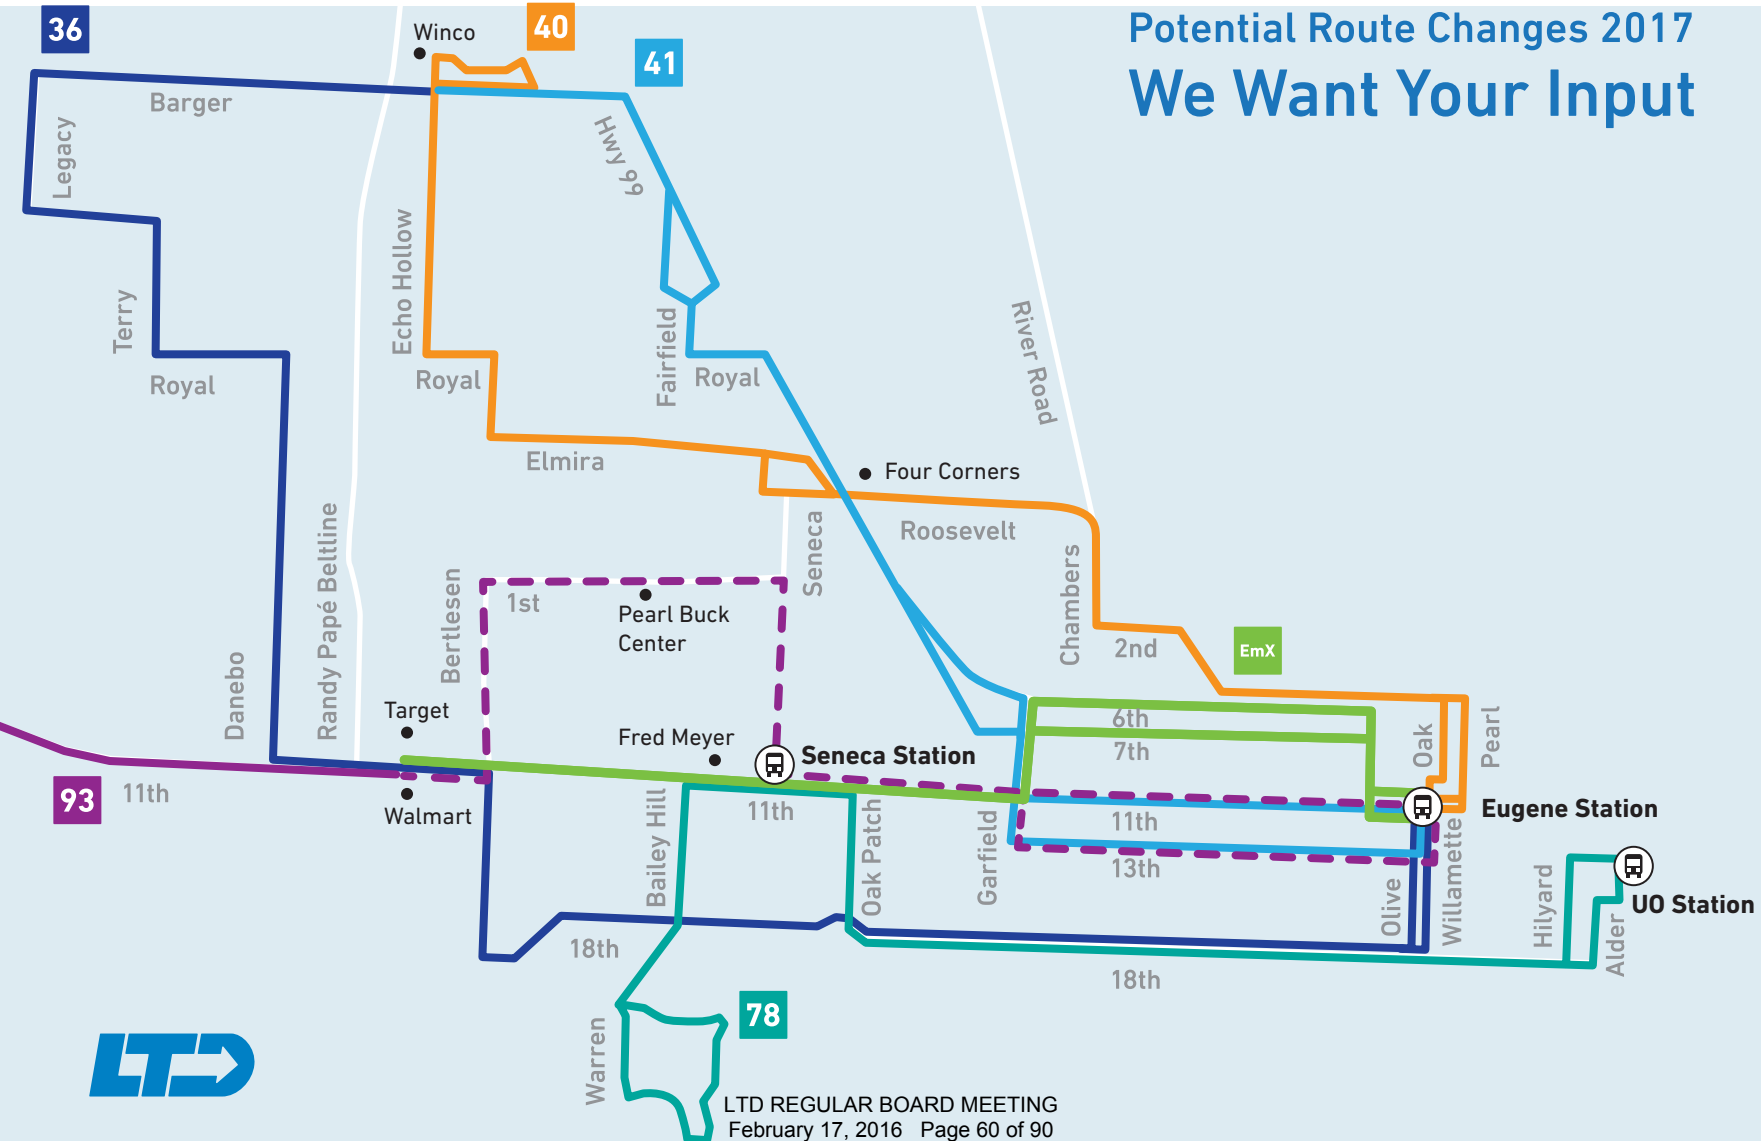 Potential Route Changes 2017
We Want Your Input
36
Winco
40
41
Barger
Legacy
Hwy 99
Echo Hollow
Terry
Royal
Royal
Fairfield
Royal
River Road
Elmira
Four Corners
Roosevelt
Seneca
Randy Papé Beltline
Bertlesen
1st
Pearl Buck
Center
Chambers
2nd
EmX
Danebo
Target
Fred Meyer
Seneca Station
6th
7th
Oak
Pearl
93
11th
Walmart
Bailey Hill
11th
Oak Patch
Garfield
11th
13th
Eugene Station
Olive
Willamette
Hilyard
Alder
UO Station
18th
18th
78
Warren
LTD
LTD REGULAR BOARD MEETING
February 17, 2016 Page 60 of 90